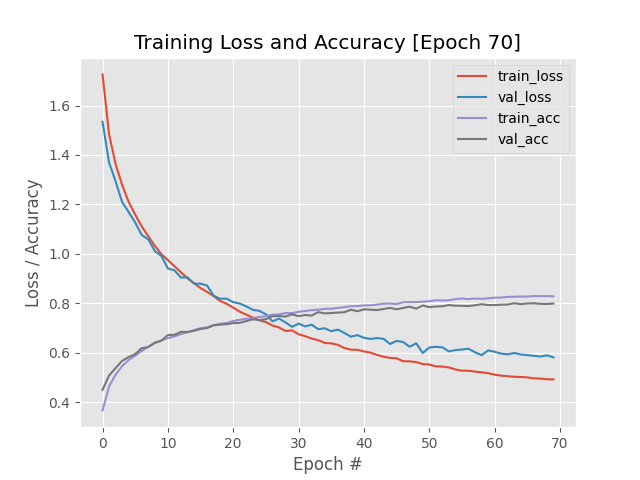 Training Loss and Accuracy [Epoch 70]
train_loss
val_loss
train_acc
val_acc
Loss / Accuracy
1.6
1.4
1.2
1.0
0.8
0.6
0.4
0 10 20 30 40 50 60 70
Epoch #